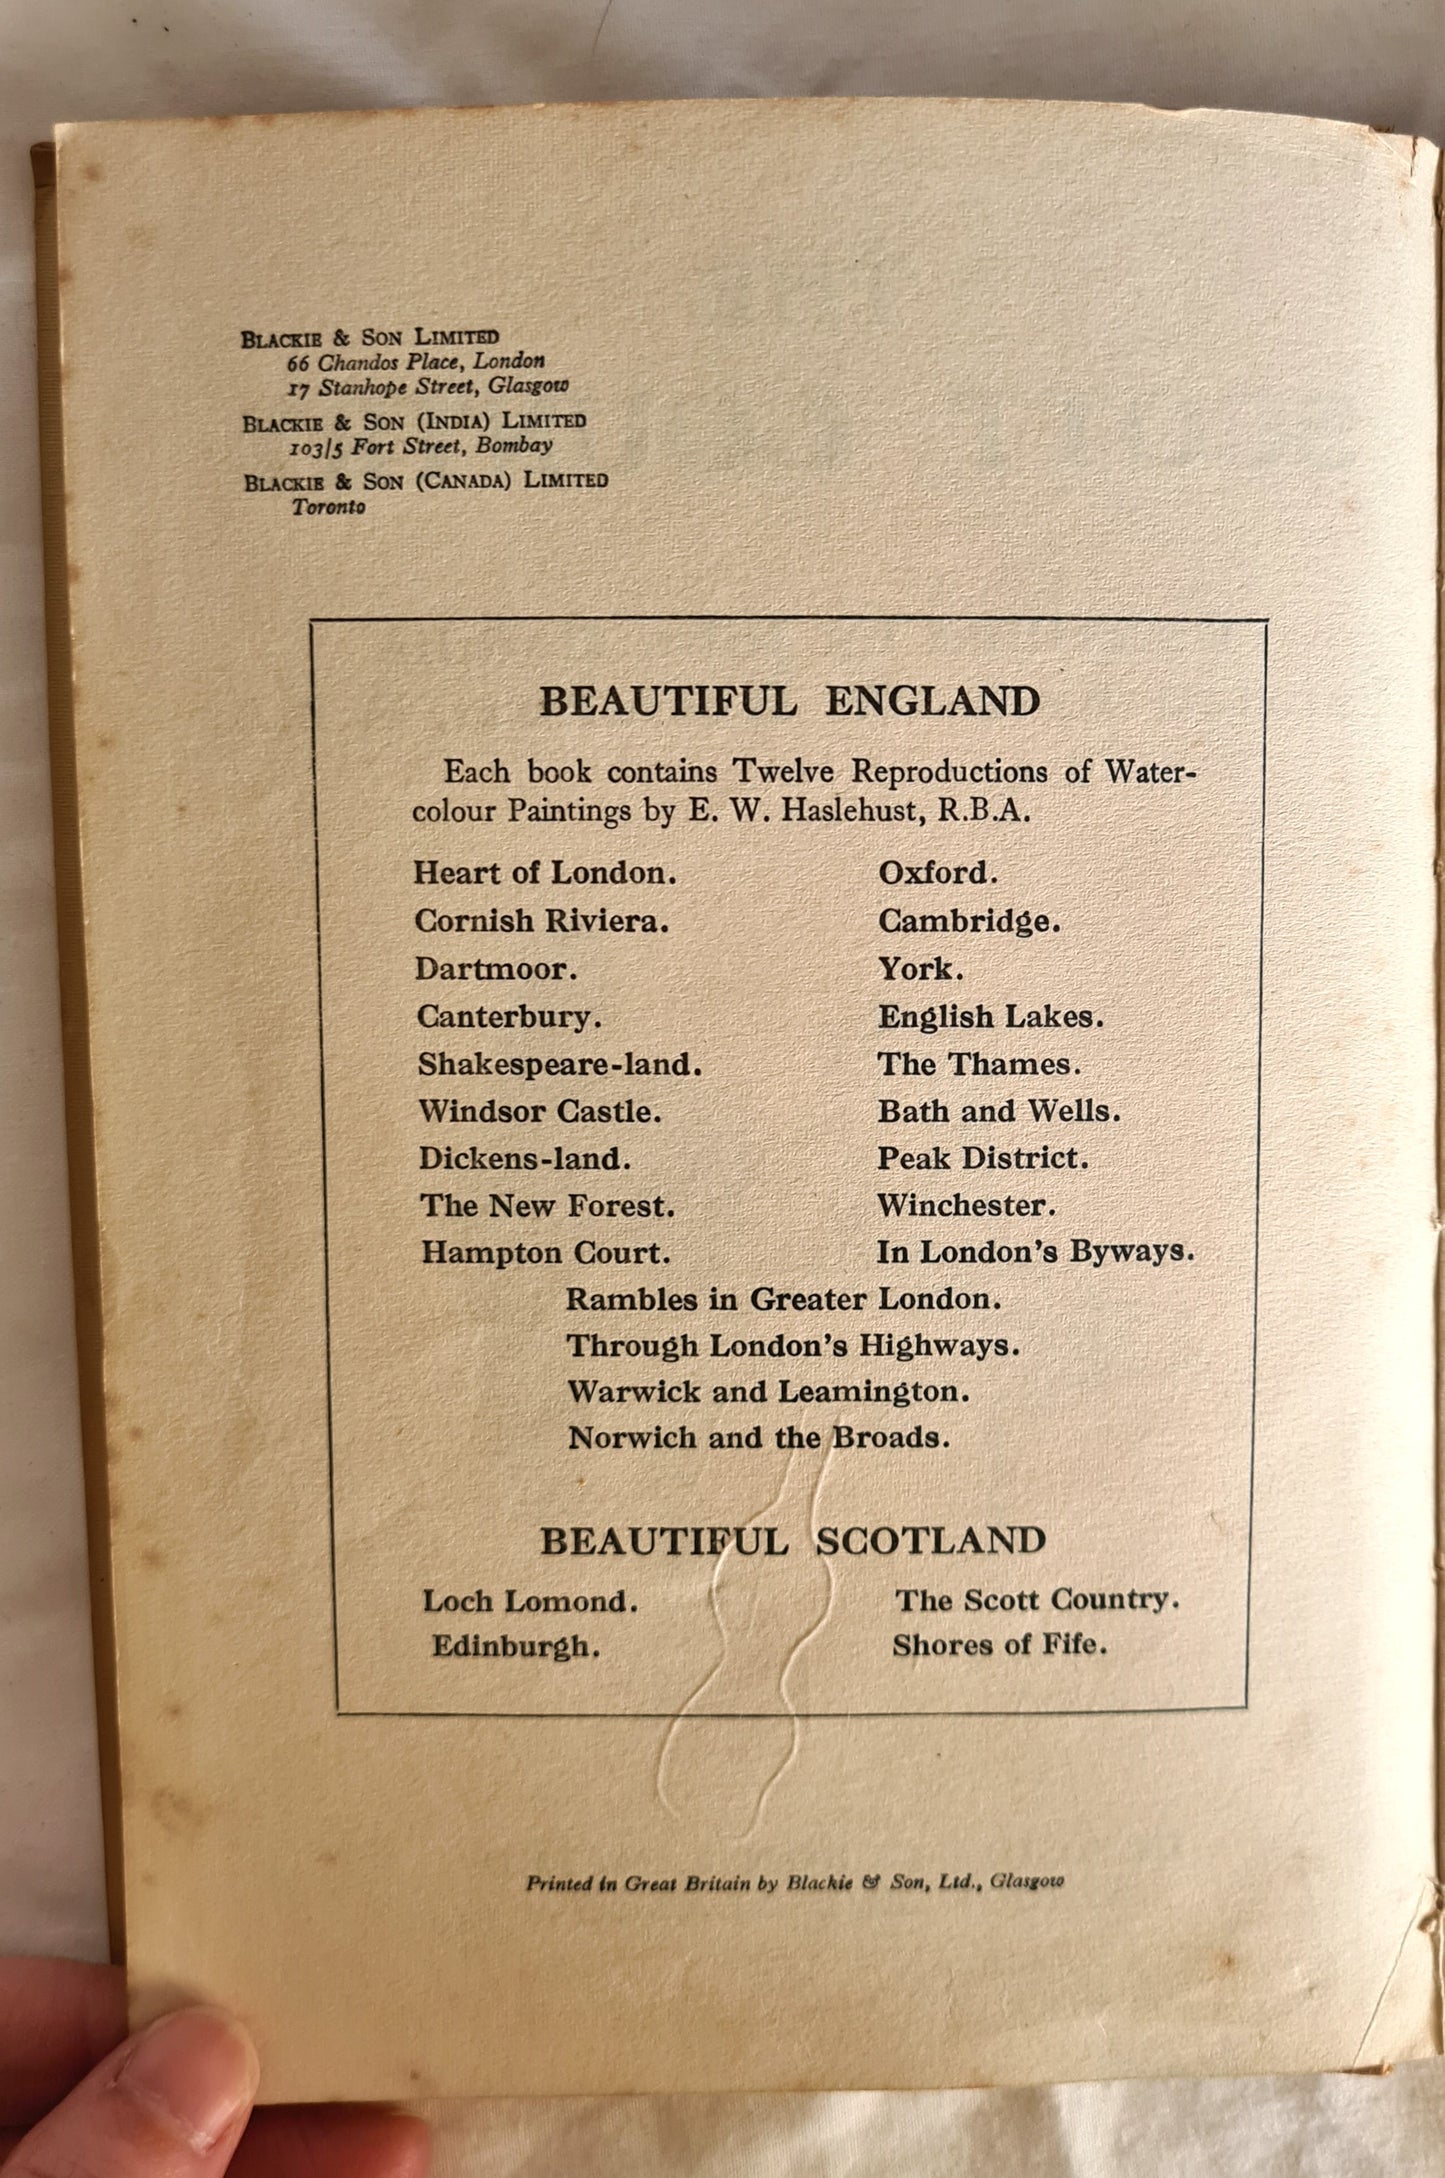 BLACKIE & SON LIMITED
66 Chandos Place, London
17 Stanhope Street, Glasgow
BLACKIE & SON (INDIA) LIMITED
103/5 Fort Street, Bombay
BLACKIE & SON (CANADA) LIMITED
Toronto
BEAUTIFUL ENGLAND
Each book contains Twelve Reproductions of Water-
colour Paintings by E. W. Haslehust, R.B.A.
Heart of London. Oxford.
Cornish Riviera. Cambridge.
Dartmoor. York.
Canterbury. English Lakes.
Shakespeare-land. The Thames.
Windsor Castle. Bath and Wells.
Dickens-land. Peak District.
The New Forest. Winchester.
Hampton Court. In London's Byways.
Rambles in Greater London.
Through London's Highways.
Warwick and Leamington.
Norwich and the Broads.
BEAUTIFUL SCOTLAND
Loch Lomond. The Scott Country.
Edinburgh. Shores of Fife.
Printed in Great Britain by Blackie & Son, Ltd., Glasgow